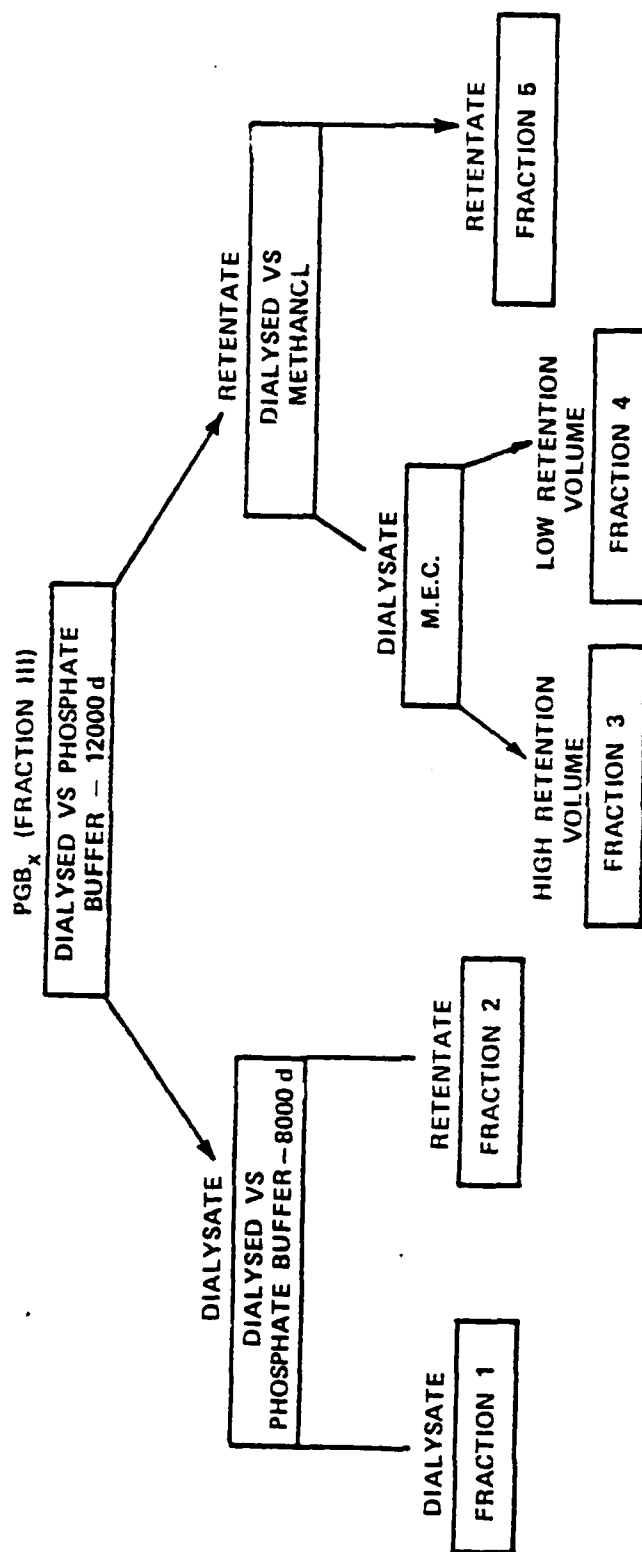 PGBx (FRACTION III)
DIALYSED VS PHOSPHATE
BUFFER – 12000 d
DIALYSATE
DIALYSED VS
PHOSPHATE BUFFER–8000 d
DIALYSATE
FRACTION 1
RETENTATE
FRACTION 2
RETENTATE
DIALYSED VS
METHANCL
DIALYSATE
M.E.C.
HIGH RETENTION
VOLUME
FRACTION 3
LOW RETENTION
VOLUME
FRACTION 4
RETENTATE
FRACTION 5